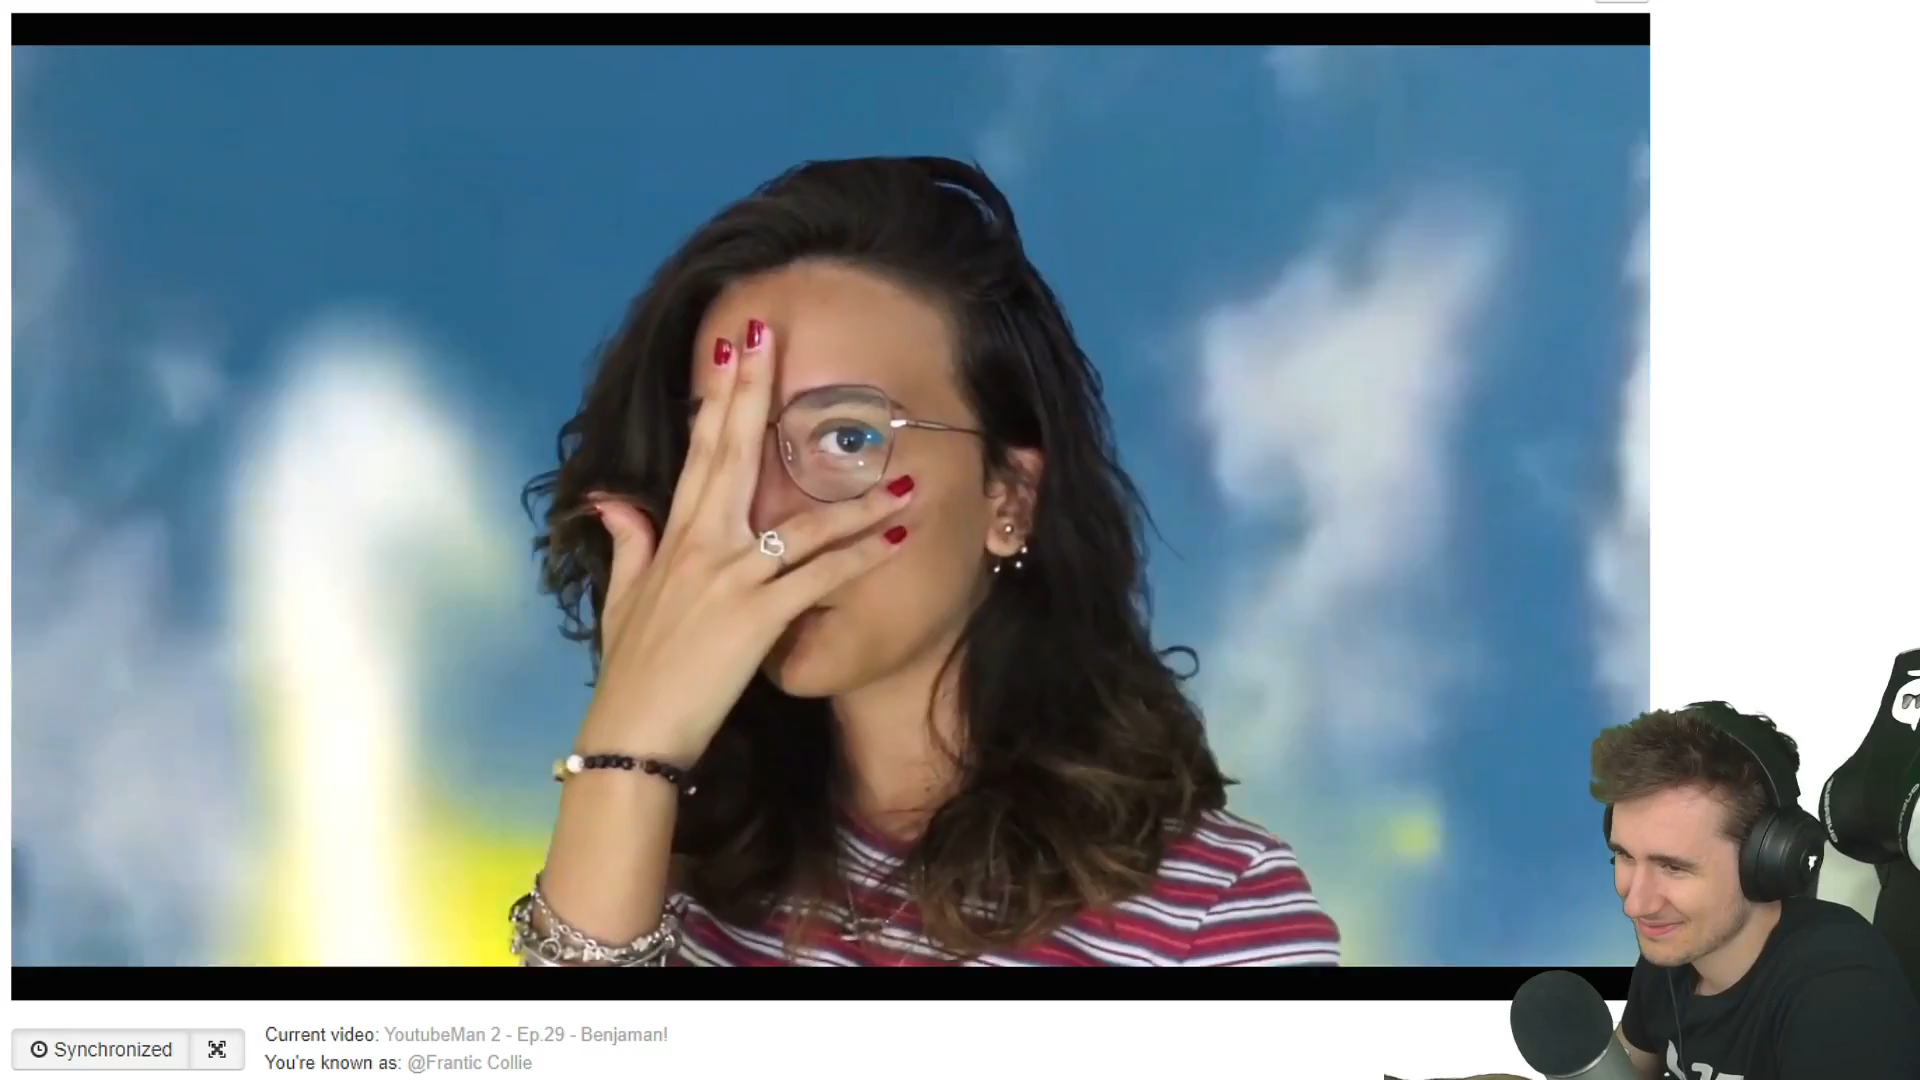 Synchronized
Current video: YoutubeMan 2 - Ep.29 - Benjaman!
You're known as: @Frantic Collie